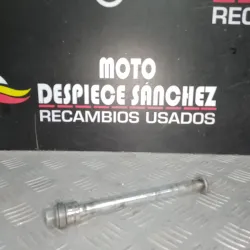 MOTO
DESPIECE SÁNCHEZ
RECAMBIOS USADOS